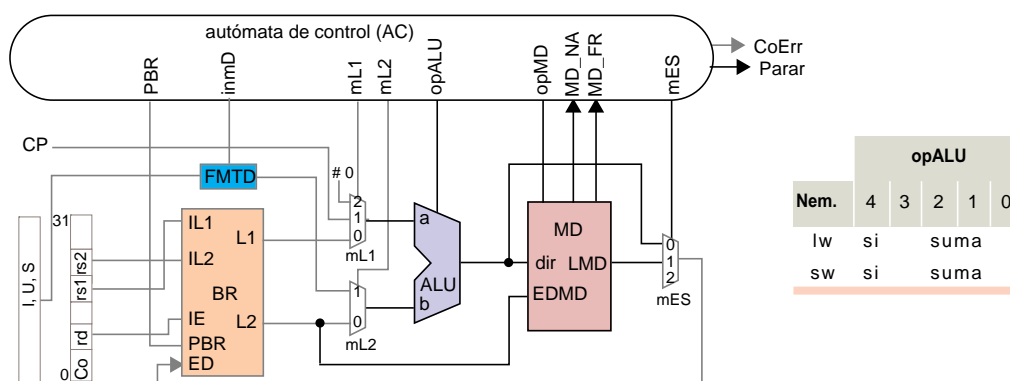 autómata de control (AC)
CoErr
Parar
PBR
inmD
mL1
mL2
opALU
opMD
MD_NA
MD_FR
mES
CP
FMTD
# 0
2
1
0
mL1
opALU
Nem. 4 3 2 1 0
lw si suma
sw si suma
31
I, U, S
rs2
rs1
rd
Co
0
IL1
L1
IL2
BR
IE
L2
PBR
ED
a
ALU
b
1
0
mL2
MD
dir LMD
EDMD
0
1
2
mES